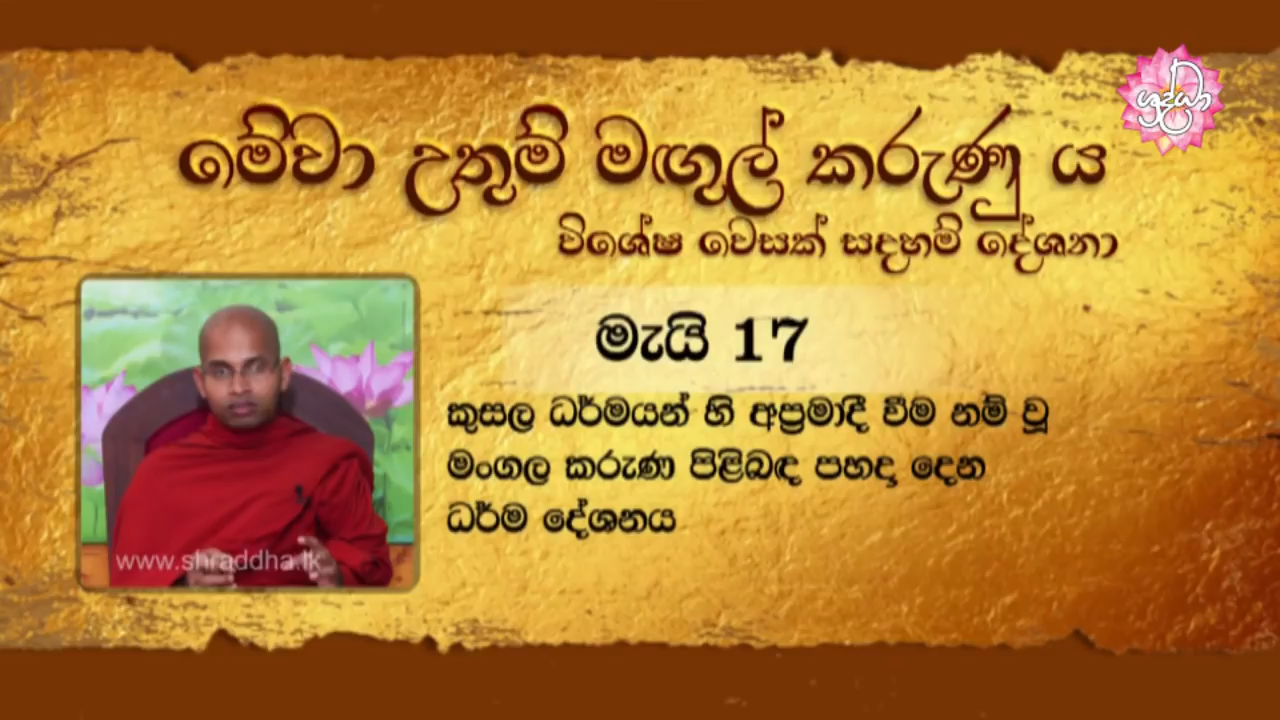 ශ්‍රද්ධා
මේවා උතුම් මඟුල් කරුණු ය
විශේෂ වෙසක් සදහම් දේශනා
මැයි 17
කුසල ධර්මයන් හි අප්‍රමාදී වීම නම් වූ
මංගල කරුණ පිළිබඳ පහදා දෙන
ධර්ම දේශනය
www.shraddha.lk